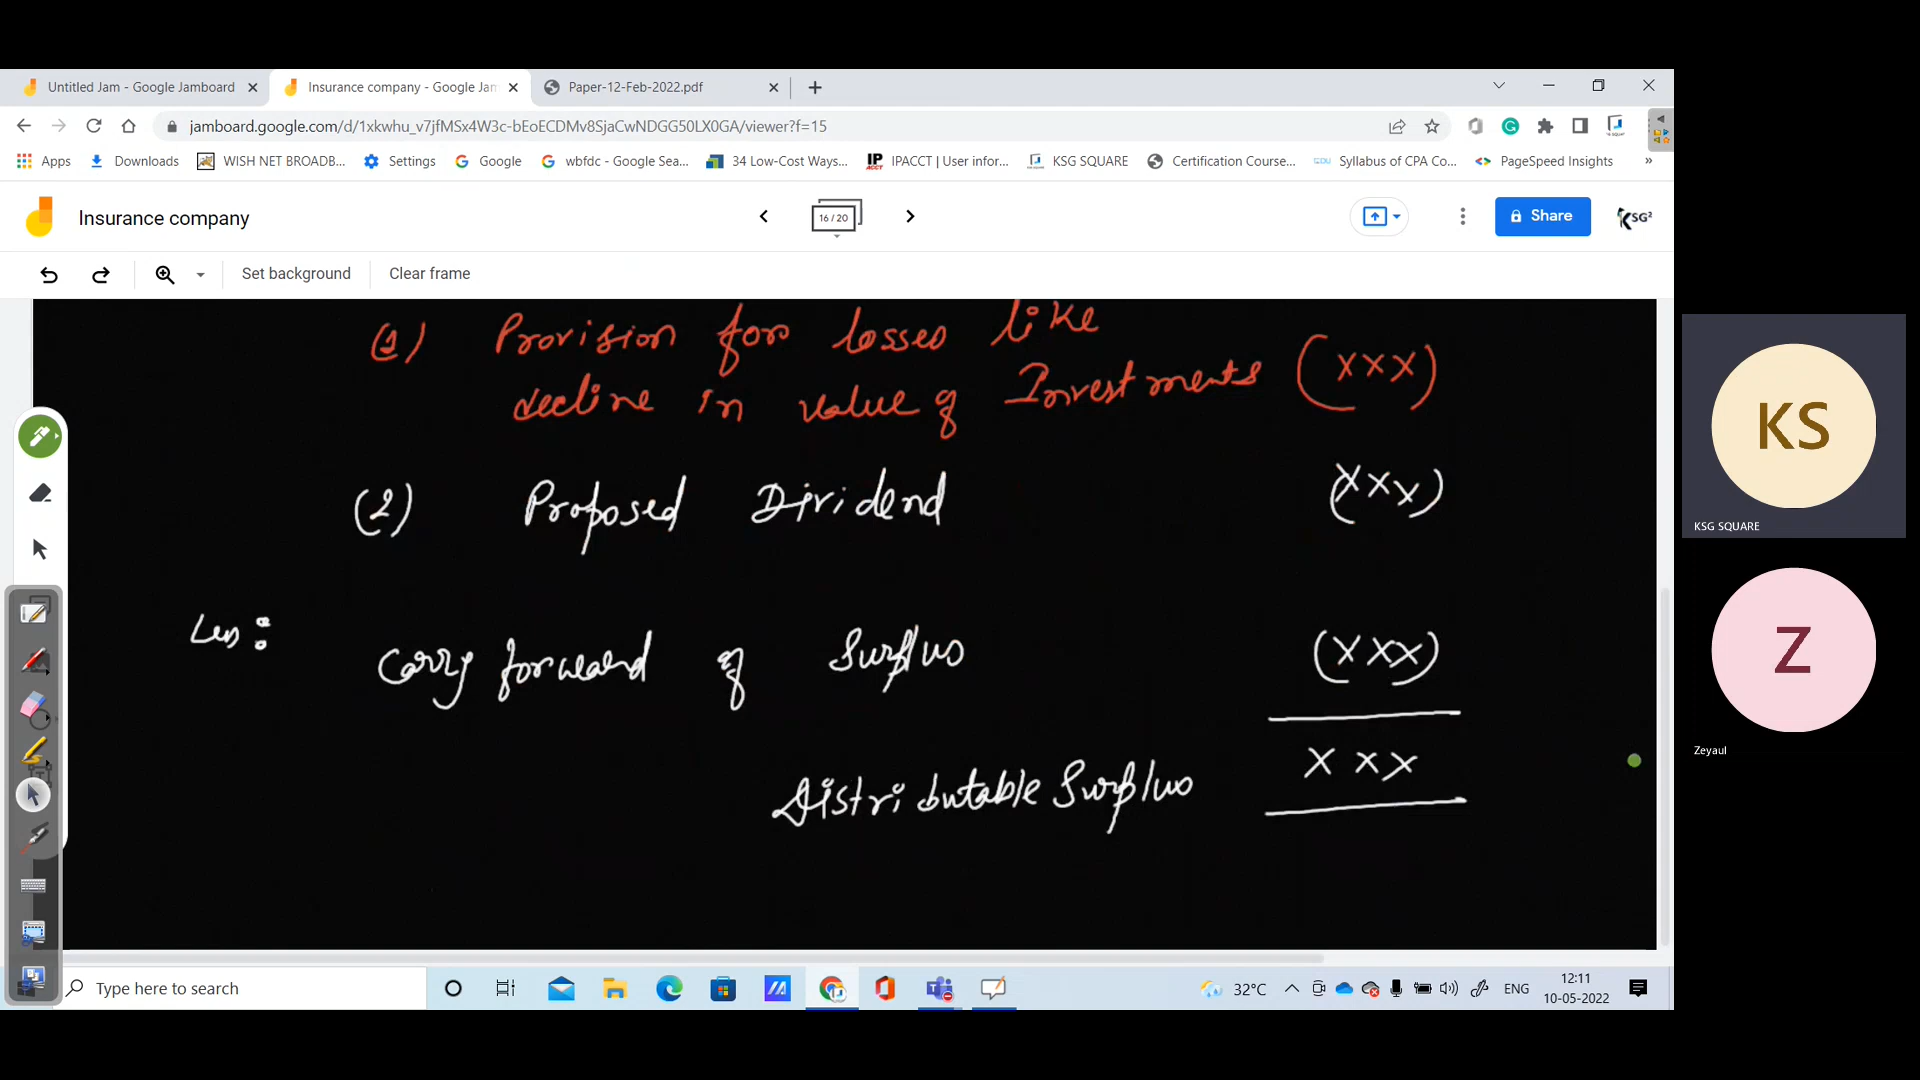 Untitled Jam - Google Jamboard
Insurance company - Google Jam
Paper-12-Feb-2022.pdf
jamboard.google.com/d/1xkwhu_v7jfMSx4W3c-bEoECDMv8SjaCwNDGG50LX0GA/viewer?f=15
Apps Downloads WISH NET BROADB... Settings Google wbfdc - Google Sea... 34 Low-Cost Ways... IPACCT | User infor... KSG SQUARE Certification Course... Syllabus of CPA Co... PageSpeed Insights »
Insurance company
16 / 20
Share
KSG²
Set background Clear frame
(1) Provision for losses like
decline in value of Investments (XXX)
(2) Proposed Dividend (XXX)
Less: Carry forward of Surplus (XXX)
Distributable Surplus XXX
KS
KSG SQUARE
Z
Zeyaul
Type here to search
32°C
ENG
12:11
10-05-2022